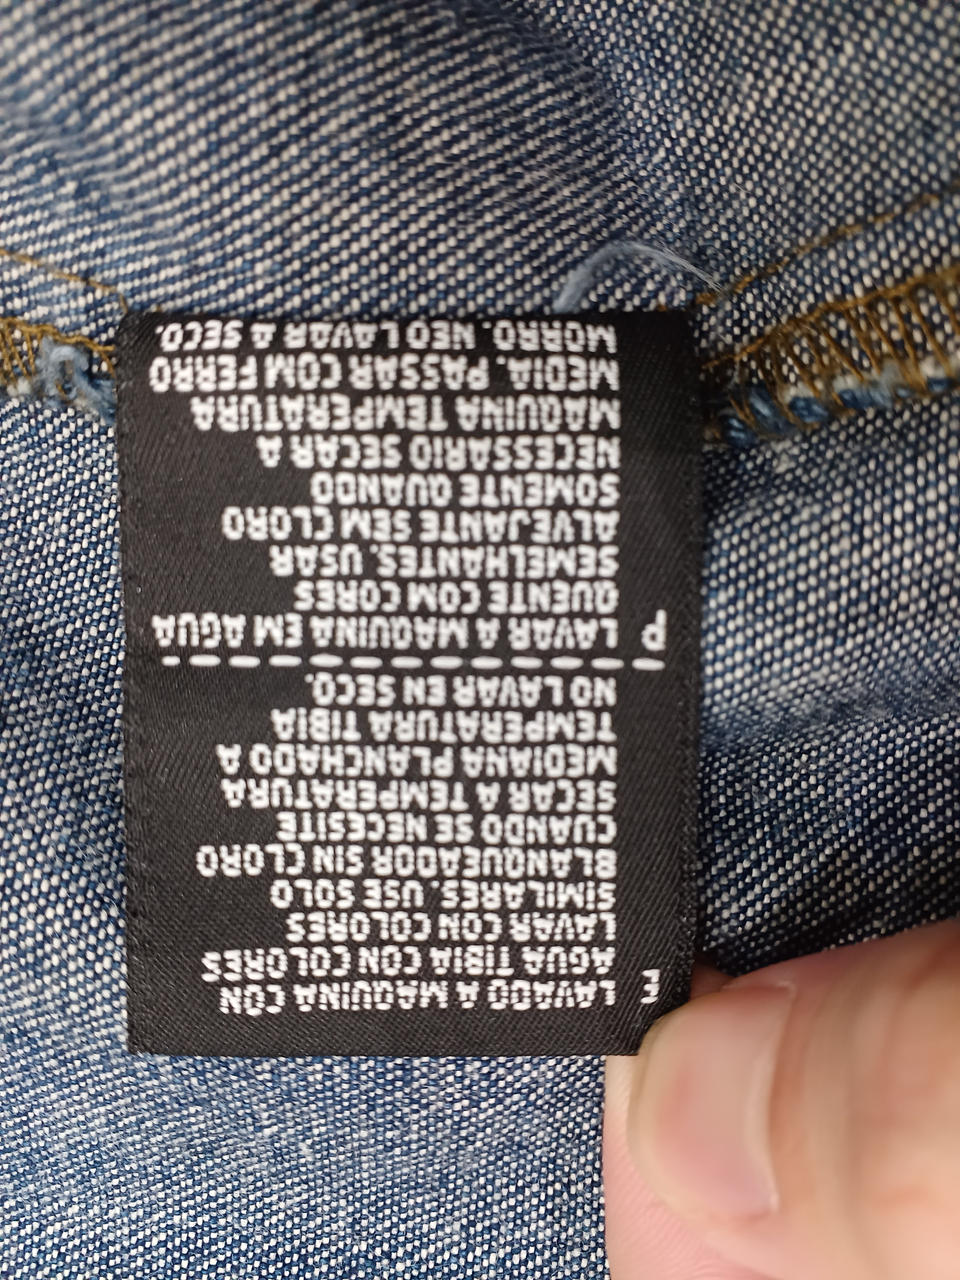 E LAVADO A MAQUINA CON
AGUA TIBIA CON COLORES
LAVAR CON COLORES
SIMILARES. USE SOLO
BLANQUEADOR SIN CLORO
CUANDO SE NECESITE
SECAR A TEMPERATURA
MEDIANA PLANCHADO A
TEMPERATURA TIBIA
NO LAVAR EN SECO.
P LAVAR A MAQUINA EM AGUA
QUENTE COM CORES
SEMELHANTES. USAR
ALVEJANTE SEM CLORO
SOMENTE QUANDO
NECESSARIO SECAR A
MAQUINA TEMPERATURA
MEDIA. PASSAR COM FERRO
MORRO. NEO LAVAR A SECO.